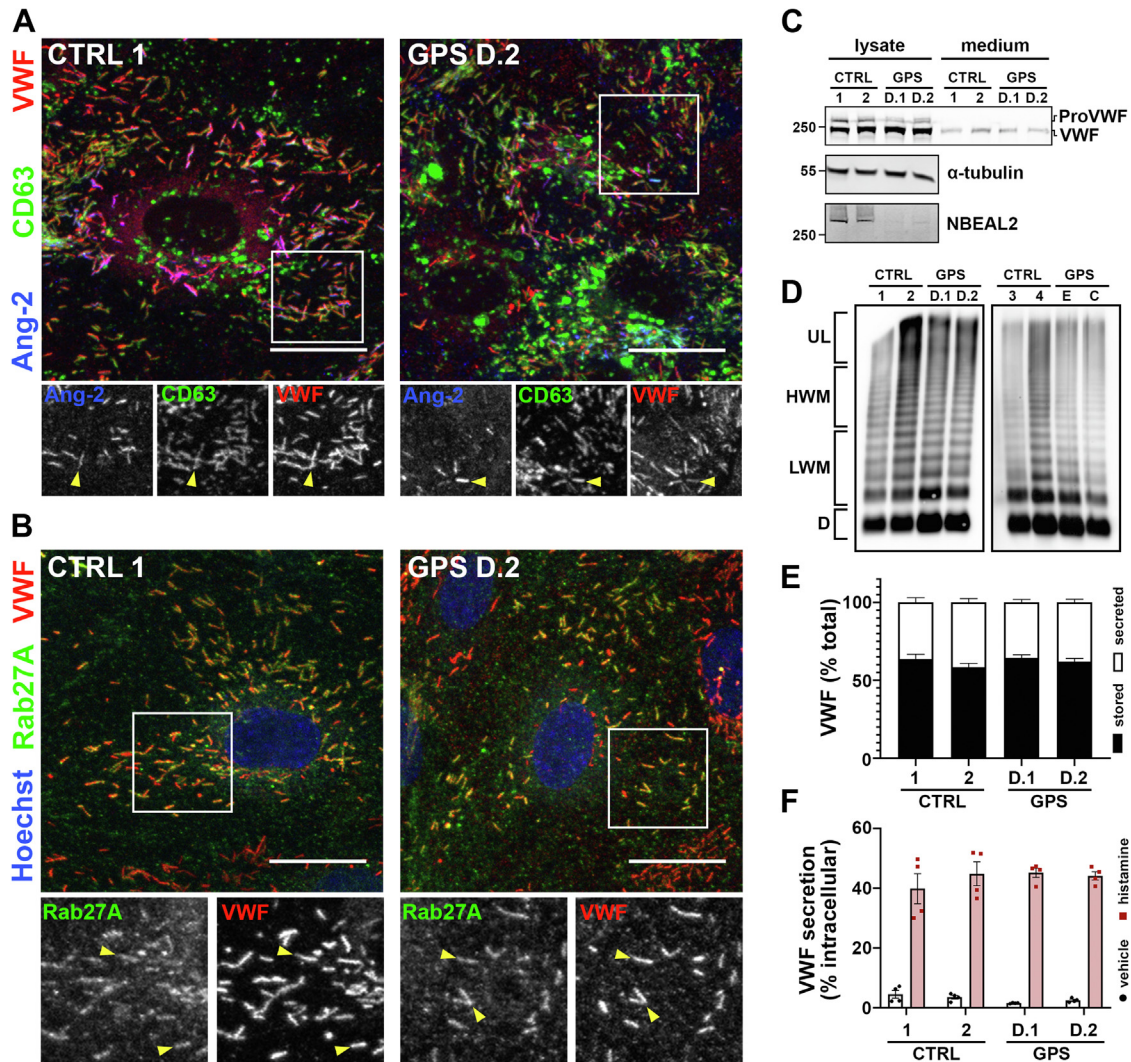 A
CTRL 1
GPS D.2
Ang-2 CD63 VWF
Ang-2
CD63
VWF
Ang-2
CD63
VWF
B
CTRL 1
GPS D.2
Hoechst Rab27A VWF
Rab27A
VWF
Rab27A
VWF
C
lysate medium
CTRL GPS CTRL GPS
1 2 D.1 D.2 1 2 D.1 D.2
250
ProVWF
VWF
55
α-tubulin
250
NBEAL2
D
CTRL GPS CTRL GPS
1 2 D.1 D.2 3 4 E C
UL
HWM
LWM
D
E
VWF (% total)
100
50
0
1 2 D.1 D.2
CTRL GPS
stored secreted
F
VWF secretion
(% intracellular)
60
40
20
0
1 2 D.1 D.2
CTRL GPS
vehicle histamine